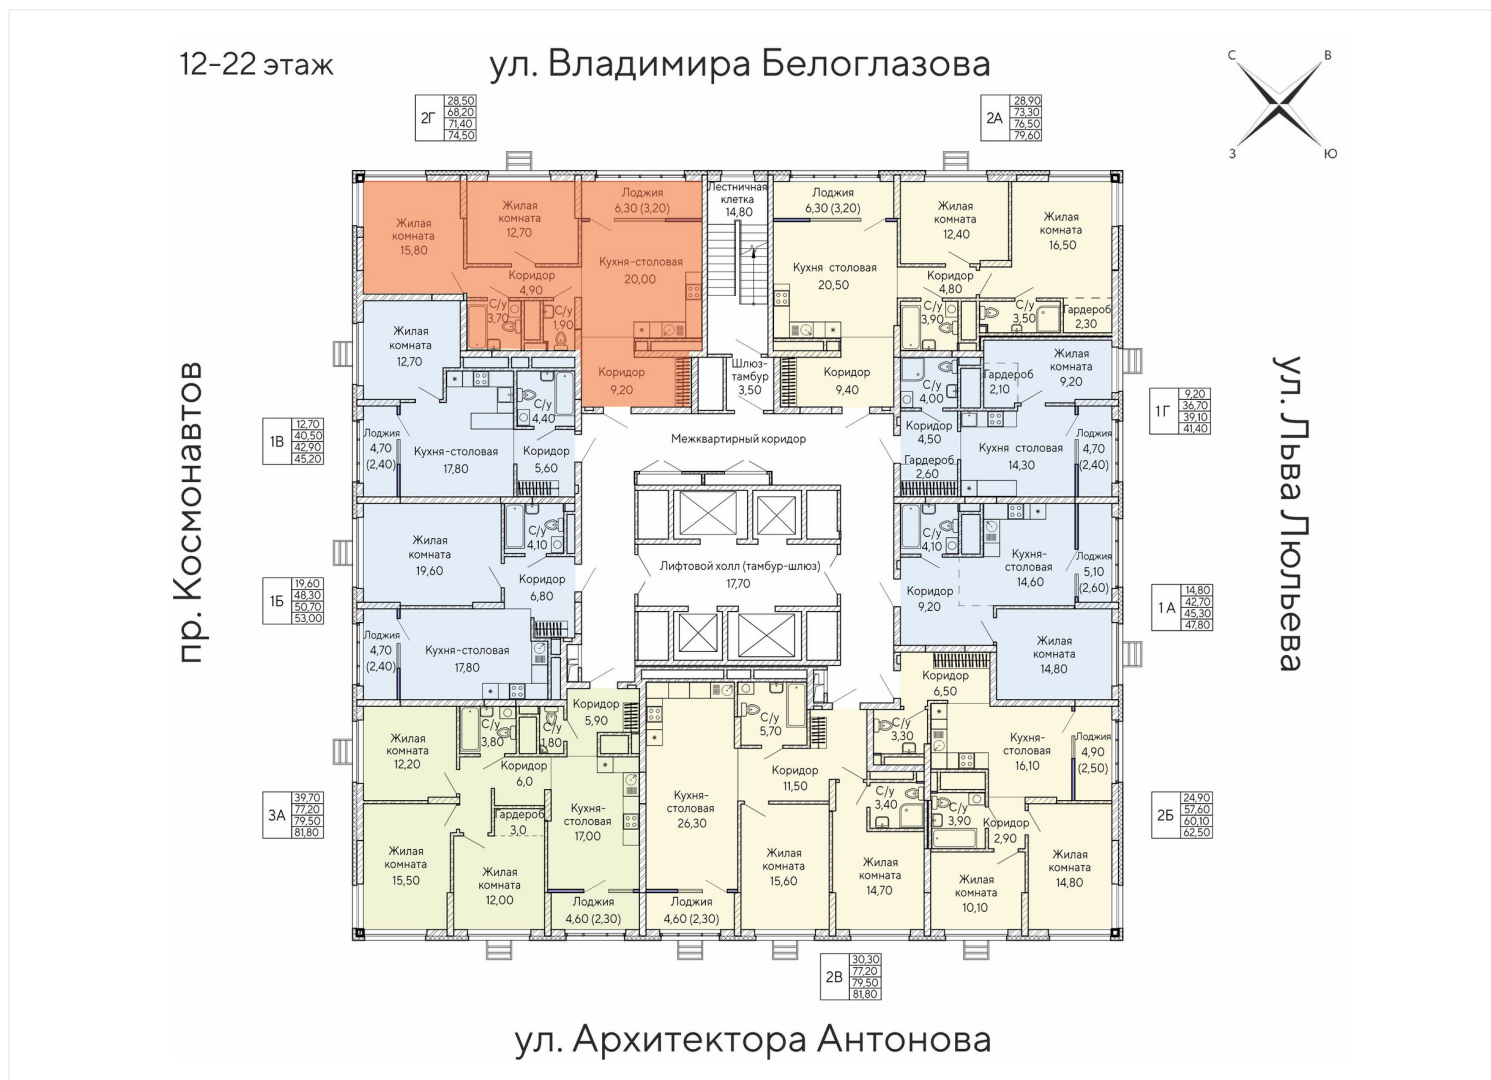 12-22 этаж
ул. Владимира Белоглазова
С
В
З
Ю
2Г
28,50
68,20
71,40
74,50
2А
28,90
73,30
76,50
79,60
Жилая
комната
15,80
Жилая
комната
12,70
Лоджия
6,30 (3,20)
Кухня-столовая
20,00
Коридор
4,90
С/у
3,70
С/у
1,90
Коридор
9,20
Лестничная
клетка
14,80
Шлюз-
тамбур
3,50
Лоджия
6,30 (3,20)
Кухня столовая
20,50
Жилая
комната
12,40
Жилая
комната
16,50
Коридор
4,80
С/у
3,90
С/у
3,50
Гардероб
2,30
Коридор
9,40
Жилая
комната
12,70
С/у
4,40
Лоджия
4,70
(2,40)
Кухня-столовая
17,80
Коридор
5,60
Межквартирный коридор
С/у
4,00
Гардероб
2,10
Жилая
комната
9,20
Коридор
4,50
Гардероб
2,60
Кухня столовая
14,30
Лоджия
4,70
(2,40)
пр. Космонавтов
ул. Льва Люльева
1В
12,70
40,50
42,90
45,20
1Г
9,20
36,70
39,10
41,40
Жилая
комната
19,60
С/у
4,10
Коридор
6,80
Лифтовой холл (тамбур-шлюз)
17,70
С/у
4,10
Кухня-
столовая
14,60
Лоджия
5,10
(2,60)
Коридор
9,20
1Б
19,60
48,30
50,70
53,00
1А
14,80
42,70
45,30
47,80
Лоджия
4,70
(2,40)
Кухня-столовая
17,80
Жилая
комната
14,80
Коридор
6,50
Жилая
комната
12,20
С/у
3,80
С/у
1,80
Коридор
5,90
Коридор
6,0
С/у
5,70
С/у
3,30
Кухня-
столовая
16,10
Лоджия
4,90
(2,50)
3А
39,70
77,20
79,50
81,80
2Б
24,90
57,60
60,10
62,50
Гардероб
3,0
Кухня-
столовая
17,00
Кухня-
столовая
26,30
Коридор
11,50
С/у
3,40
С/у
3,90
Коридор
2,90
Жилая
комната
15,50
Жилая
комната
12,00
Жилая
комната
15,60
Жилая
комната
14,70
Жилая
комната
10,10
Жилая
комната
14,80
Лоджия
4,60 (2,30)
Лоджия
4,60 (2,30)
2В
30,30
77,20
79,50
81,80
ул. Архитектора Антонова